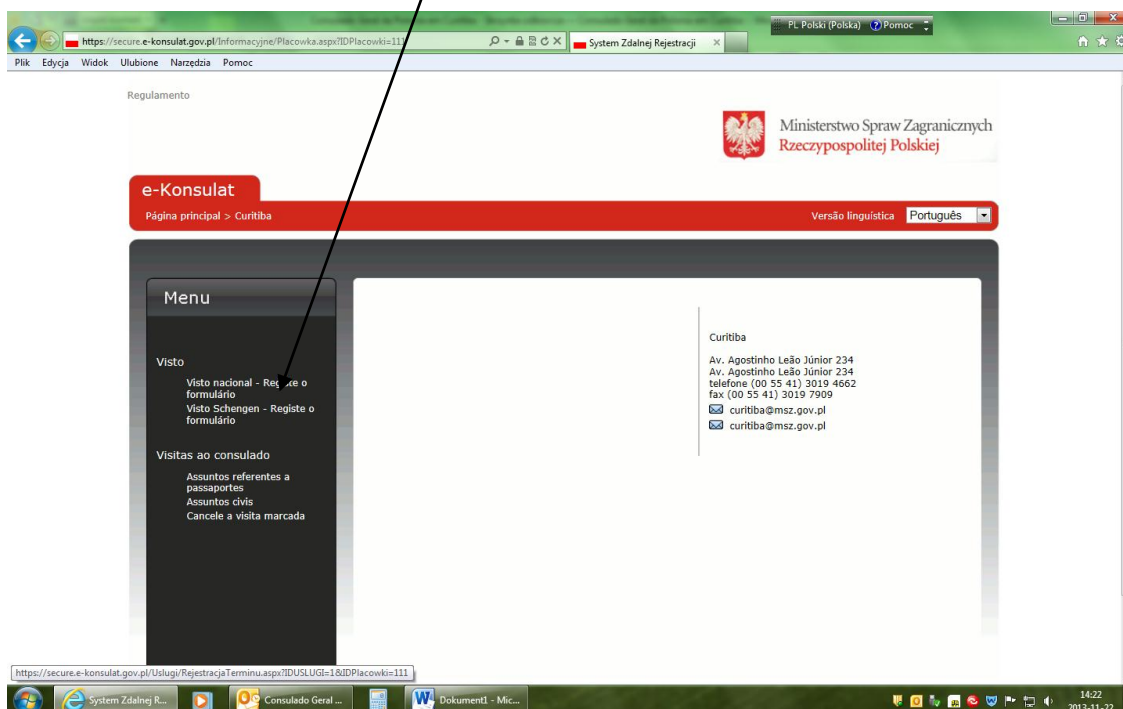 PL Polski (Polska) Pomoc
https://secure.e-konsulat.gov.pl/Informacyjne/Placowka.aspx?IDPlacowki=111
System Zdalnej Rejestracji
Plik Edycja Widok Ulubione Narzędzia Pomoc
Regulamento
Ministerstwo Spraw Zagranicznych
Rzeczypospolitej Polskiej
e-Konsulat
Página principal > Curitiba
Versão linguística Português
Menu
Visto
Visto nacional - Registe o
formulário
Visto Schengen - Registe o
formulário
Visitas ao consulado
Assuntos referentes a
passaportes
Assuntos civis
Cancele a visita marcada
Curitiba
Av. Agostinho Leão Júnior 234
Av. Agostinho Leão Júnior 234
telefone (00 55 41) 3019 4662
fax (00 55 41) 3019 7909
curitiba@msz.gov.pl
curitiba@msz.gov.pl
https://secure.e-konsulat.gov.pl/Uslugi/RejestracjaTerminu.aspx?IDUSLUGI=1&IDPlacowki=111
System Zdalnej R...
Consulado Geral ...
Dokument1 - Mic...
14:22
2013-11-22